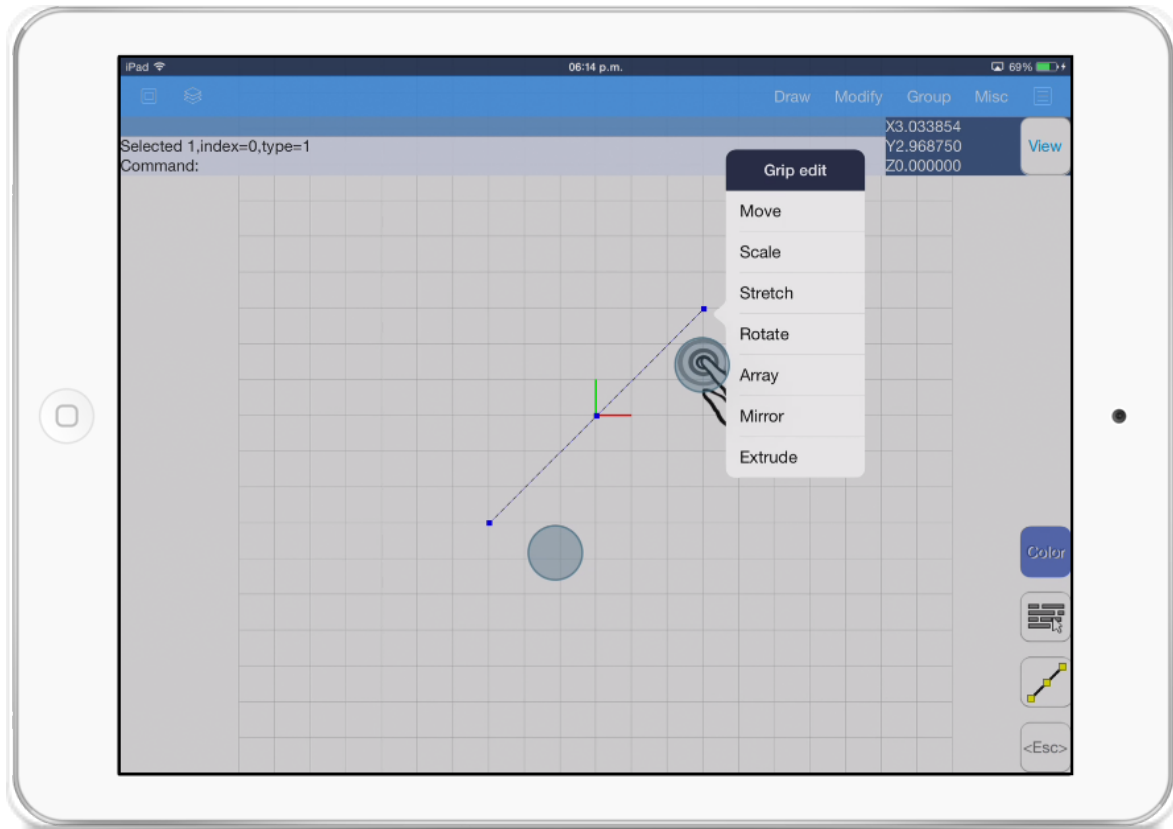 iPad 06:14 p.m. 69%
Draw Modify Group Misc
X3.033854
Selected 1,index=0,type=1 Y2.968750 View
Command: Z0.000000
Grip edit
Move
Scale
Stretch
Rotate
Array
Mirror
Extrude
Color
<Esc>